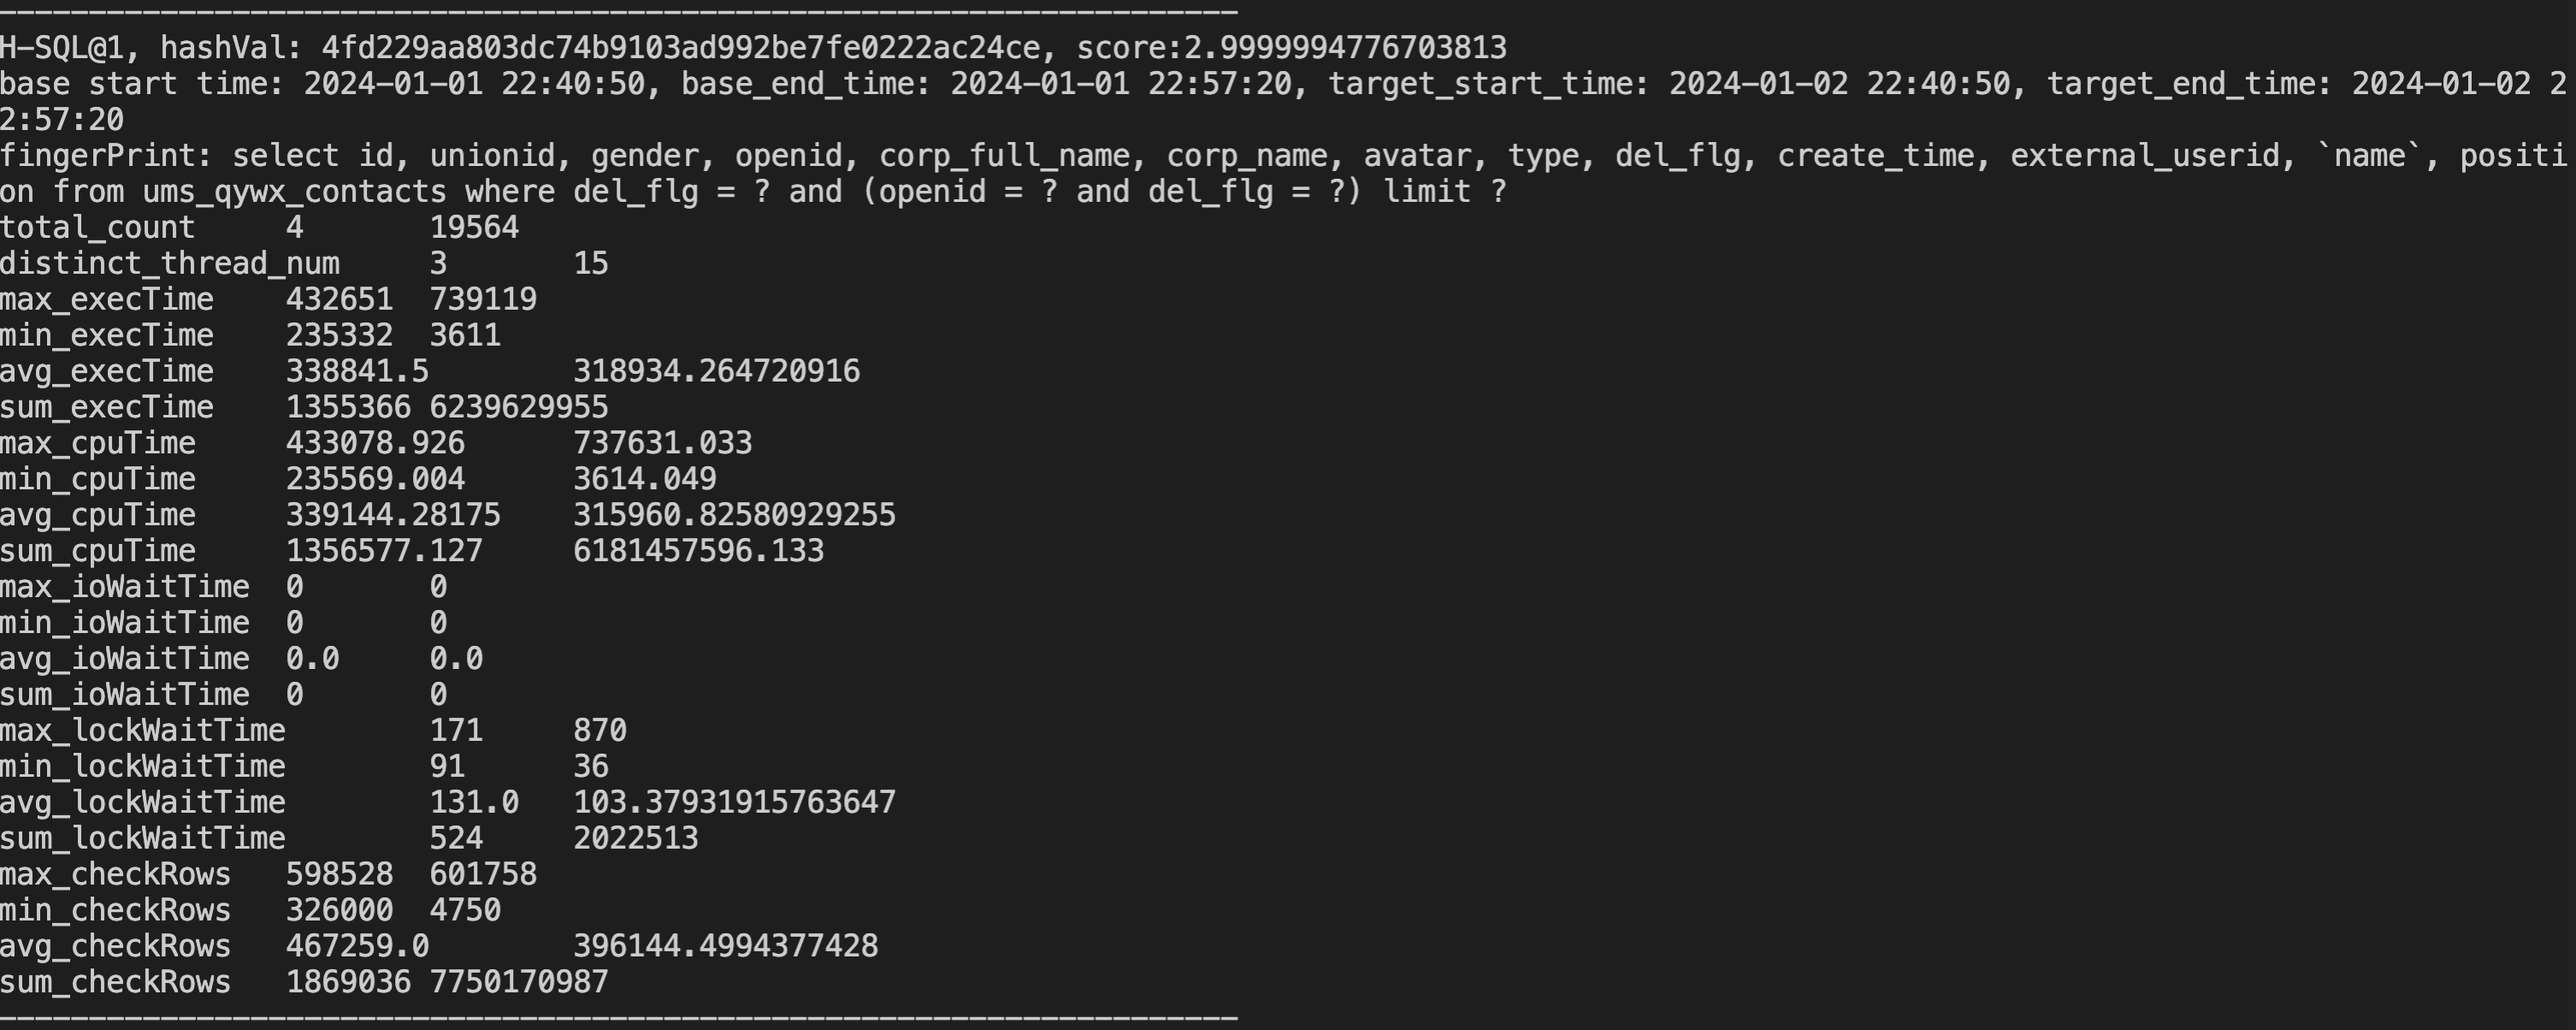 H-SQL@1, hashVal: 4fd229aa803dc74b9103ad992be7fe0222ac24ce, score:2.9999994776703813
base start time: 2024-01-01 22:40:50, base_end_time: 2024-01-01 22:57:20, target_start_time: 2024-01-02 22:40:50, target_end_time: 2024-01-02 2
2:57:20
fingerPrint: select id, unionid, gender, openid, corp_full_name, corp_name, avatar, type, del_flg, create_time, external_userid, `name`, positi
on from ums_qywx_contacts where del_flg = ? and (openid = ? and del_flg = ?) limit ?
total_count 4 19564
distinct_thread_num 3 15
max_execTime 432651 739119
min_execTime 235332 3611
avg_execTime 338841.5 318934.264720916
sum_execTime 1355366 6239629955
max_cpuTime 433078.926 737631.033
min_cpuTime 235569.004 3614.049
avg_cpuTime 339144.28175 315960.82580929255
sum_cpuTime 1356577.127 6181457596.133
max_ioWaitTime 0 0
min_ioWaitTime 0 0
avg_ioWaitTime 0.0 0.0
sum_ioWaitTime 0 0
max_lockWaitTime 171 870
min_lockWaitTime 91 36
avg_lockWaitTime 131.0 103.37931915763647
sum_lockWaitTime 524 2022513
max_checkRows 598528 601758
min_checkRows 326000 4750
avg_checkRows 467259.0 396144.4994377428
sum_checkRows 1869036 7750170987